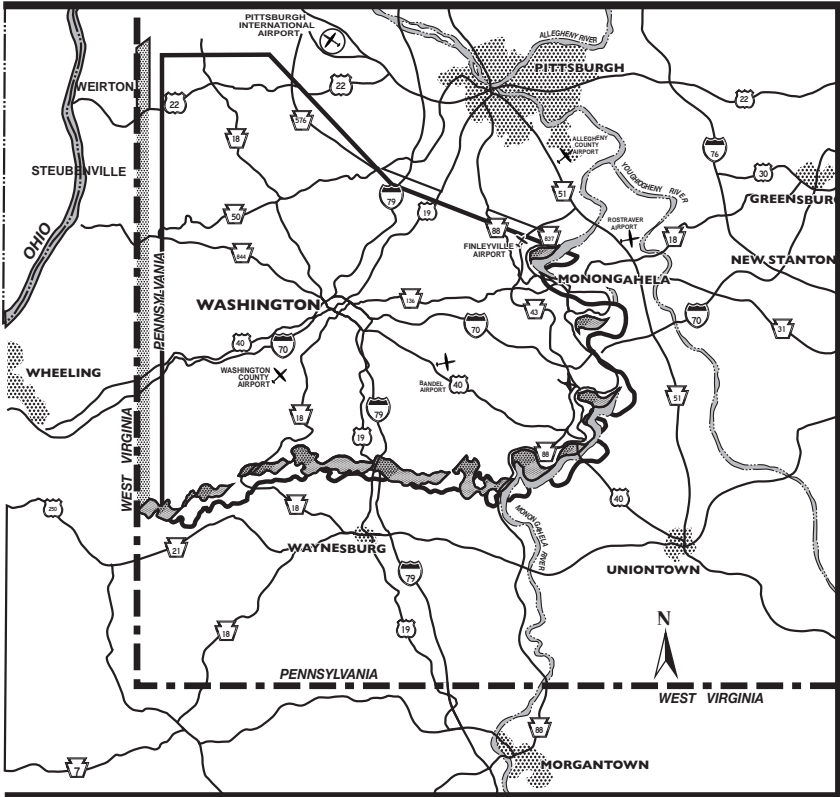 PITTSBURGH
INTERNATIONAL
AIRPORT
ALLEGHENY RIVER
PITTSBURGH
WEIRTON
22
22
22
576
18
ALLEGHENY
COUNTY
AIRPORT
76
STEUBENVILLE
YOUGHIOGHENY RIVER
30
79
51
GREENSBURG
50
19
88
837
ROSTRAVER
AIRPORT
18
OHIO
844
FINLEYVILLE
AIRPORT
NEW STANTON
MONONGAHELA
PENNSYLVANIA
WASHINGTON
136
43
70
70
31
40
70
WHEELING
WASHINGTON
COUNTY
AIRPORT
BANDEL
AIRPORT
40
51
18
79
19
88
WEST VIRGINIA
250
18
40
MONONGAHELA RIVER
21
WAYNESBURG
UNIONTOWN
79
18
19
N
PENNSYLVANIA
WEST VIRGINIA
88
7
MORGANTOWN